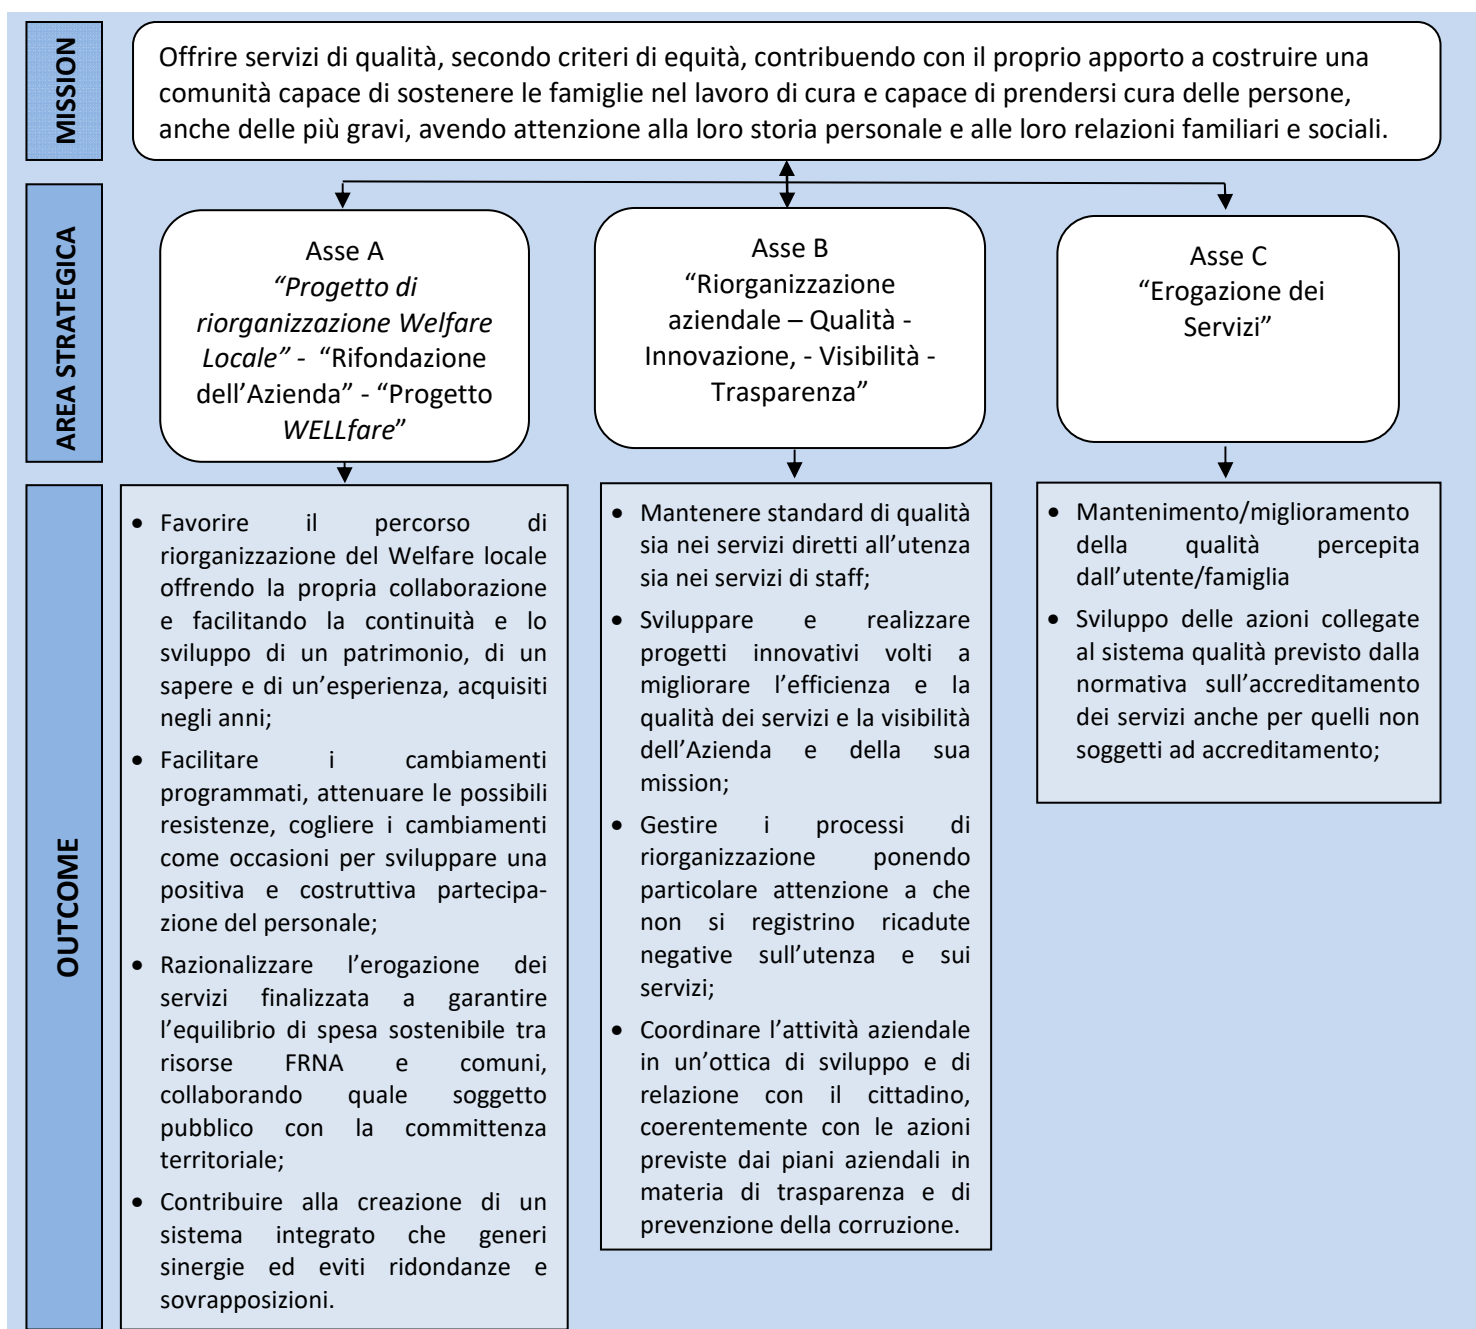 MISSION
Offrire servizi di qualità, secondo criteri di equità, contribuendo con il proprio apporto a costruire una
comunità capace di sostenere le famiglie nel lavoro di cura e capace di prendersi cura delle persone,
anche delle più gravi, avendo attenzione alla loro storia personale e alle loro relazioni familiari e sociali.
AREA STRATEGICA
Asse A
“Progetto di
riorganizzazione Welfare
Locale” - “Rifondazione
dell’Azienda” - “Progetto
WELLfare”
Asse B
“Riorganizzazione
aziendale – Qualità -
Innovazione, - Visibilità -
Trasparenza”
Asse C
“Erogazione dei
Servizi”
OUTCOME
• Favorire il percorso di
riorganizzazione del Welfare locale
offrendo la propria collaborazione
e facilitando la continuità e lo
sviluppo di un patrimonio, di un
sapere e di un’esperienza, acquisiti
negli anni;
• Facilitare i cambiamenti
programmati, attenuare le possibili
resistenze, cogliere i cambiamenti
come occasioni per sviluppare una
positiva e costruttiva partecipa-
zione del personale;
• Razionalizzare l’erogazione dei
servizi finalizzata a garantire
l’equilibrio di spesa sostenibile tra
risorse FRNA e comuni,
collaborando quale soggetto
pubblico con la committenza
territoriale;
• Contribuire alla creazione di un
sistema integrato che generi
sinergie ed eviti ridondanze e
sovrapposizioni.
• Mantenere standard di qualità
sia nei servizi diretti all’utenza
sia nei servizi di staff;
• Sviluppare e realizzare
progetti innovativi volti a
migliorare l’efficienza e la
qualità dei servizi e la visibilità
dell’Azienda e della sua
mission;
• Gestire i processi di
riorganizzazione ponendo
particolare attenzione a che
non si registrino ricadute
negative sull’utenza e sui
servizi;
• Coordinare l’attività aziendale
in un’ottica di sviluppo e di
relazione con il cittadino,
coerentemente con le azioni
previste dai piani aziendali in
materia di trasparenza e di
prevenzione della corruzione.
• Mantenimento/miglioramento
della qualità percepita
dall’utente/famiglia
• Sviluppo delle azioni collegate
al sistema qualità previsto dalla
normativa sull’accreditamento
dei servizi anche per quelli non
soggetti ad accreditamento;